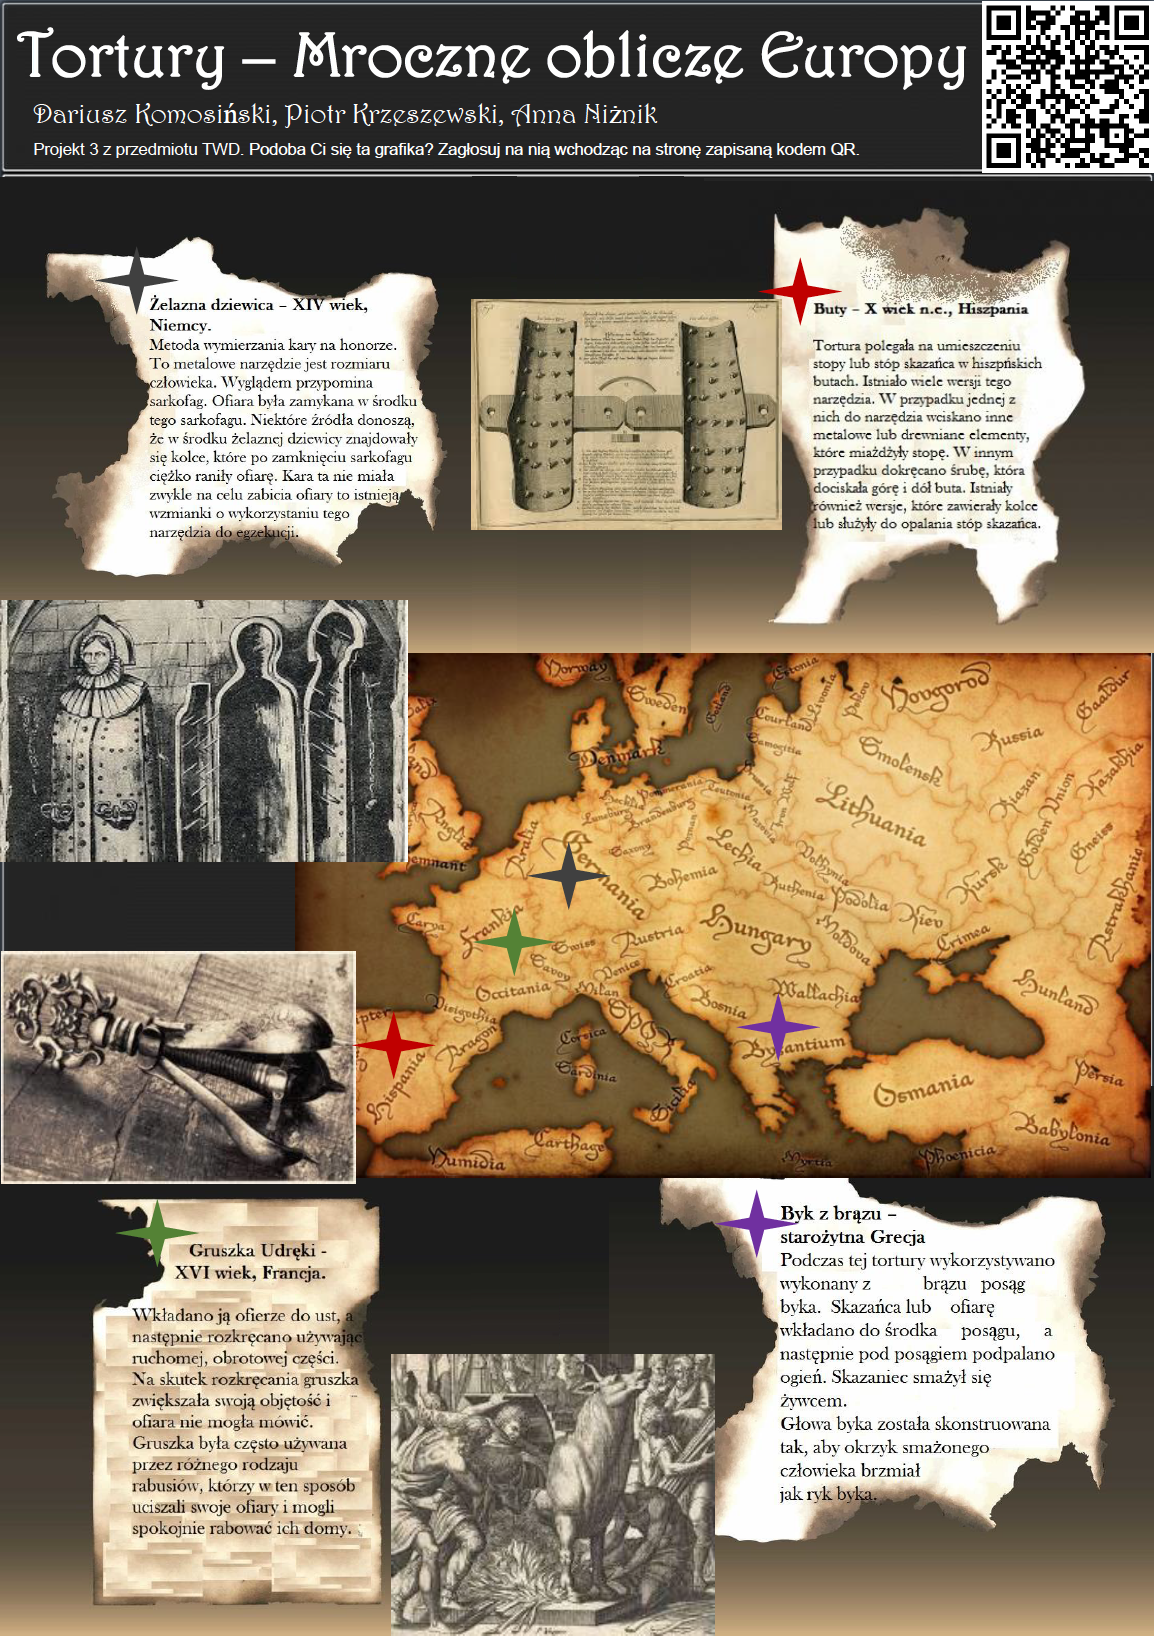 Tortury – Mroczne oblicze Europy
Dariusz Komosiński, Piotr Krzeszewski, Anna Niżnik
Projekt 3 z przedmiotu TWD. Podoba Ci się ta grafika? Zagłosuj na nią wchodząc na stronę zapisaną kodem QR.
Żelazna dziewica – XIV wiek,
Niemcy.
Metoda wymierzania kary na honorze.
To metalowe narzędzie jest rozmiaru
człowieka. Wyglądem przypomina
sarkofag. Ofiara była zamykana w środku
tego sarkofagu. Niektóre źródła donoszą,
że w środku żelaznej dziewicy znajdowały
się kolce, które po zamknięciu sarkofagu
ciężko raniły ofiarę. Kara ta nie miała
zwykle na celu zabicia ofiary to istnieją
wzmianki o wykorzystaniu tego
narzędzia do egzekucji.
Buty – X wiek n.e., Hiszpania
Tortura polegała na umieszczeniu
stopy lub stóp skazańca w hiszpńskich
butach. Istniało wiele wersji tego
narzędzia. W przypadku jednej z
nich do narzędzia wciskano inne
metalowe lub drewniane elementy,
które miażdżyły stopę. W innym
przypadku dokręcano śrubę, która
dociskała górę i dół buta. Istniały
również wersje, które zawierały kolce
lub służyły do opalania stóp skazańca.
Norway
Sweden
Gotland
Estonia
Livonia
Pskov
Novgorod
Courland
Samogitia
Denmark
Smolensk
Russia
Kazakhia
Riazan
Golden Union
Lithuania
Pommerania
Teutonia
Brandenburg
Saxony
Anglia
Germania
Bohemia
Lechia
Volhynia
Ruthenia
Podolia
Kiev
Kursk
Astrakhanie
Frankia
Swiss
Austria
Hungary
Moldova
Crimea
Hunland
Savoy
Venice
Milan
Croatia
Bosnia
Wallachia
Occitania
Visigothia
Aragon
Hispania
Corsica
Sardinia
SPQR
Sicilia
Byzantium
Osmania
Persia
Babylonia
Phoenicia
Carthage
Numidia
Gruszka Udręki -
XVI wiek, Francja.
Wkładano ją ofierze do ust, a
następnie rozkręcano używając
ruchomej, obrotowej części.
Na skutek rozkręcania gruszka
zwiększała swoją objętość i
ofiara nie mogła mówić.
Gruszka była często używana
przez różnego rodzaju
rabusiów, którzy w ten sposób
uciszali swoje ofiary i mogli
spokojnie rabować ich domy.
Byk z brązu –
starożytna Grecja
Podczas tej tortury wykorzystywano
wykonany z brązu posąg
byka. Skazańca lub ofiarę
wkładano do środka posągu, a
następnie pod posągiem podpalano
ogień. Skazaniec smażył się
żywcem.
Głowa byka została skonstruowana
tak, aby okrzyk smażonego
człowieka brzmiał
jak ryk byka.